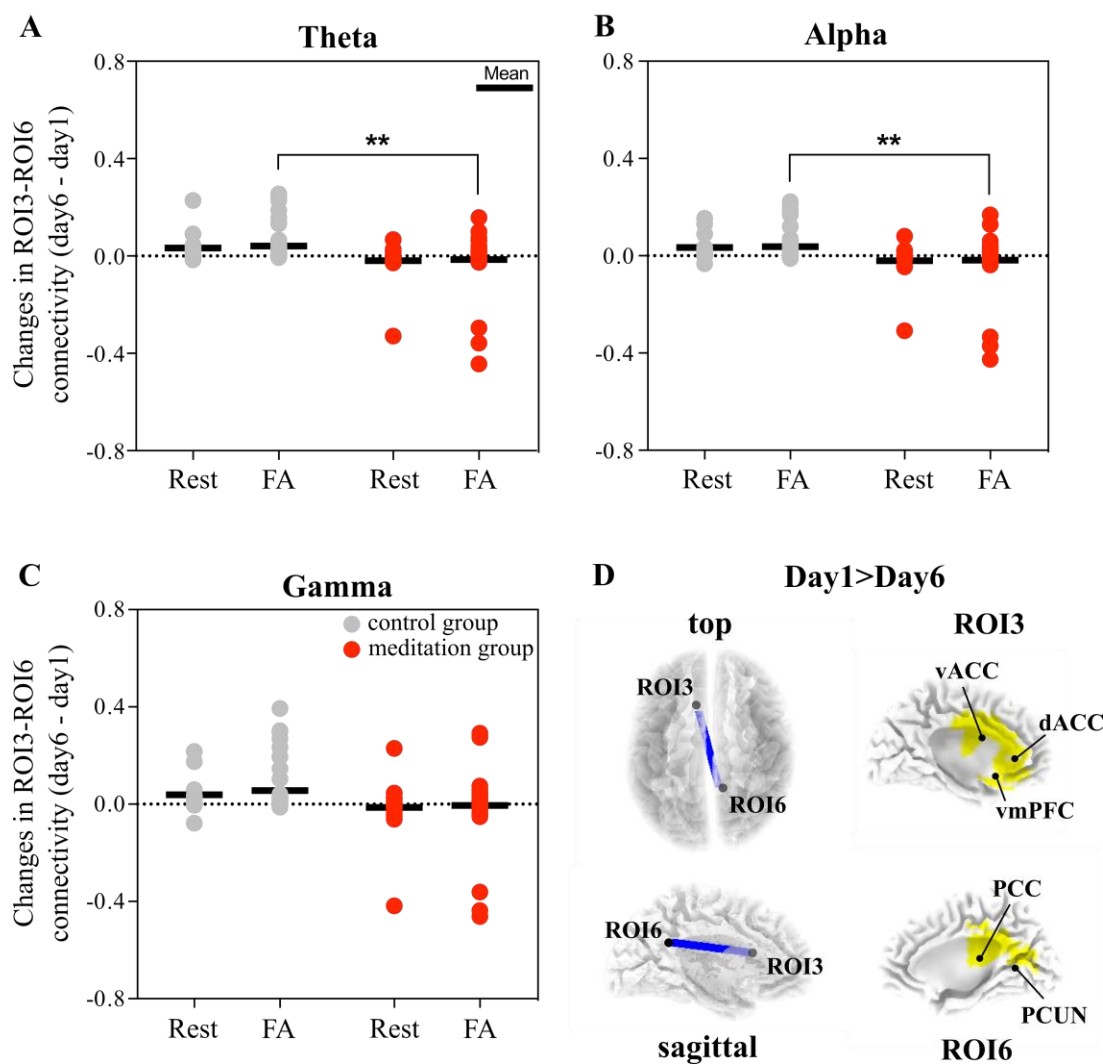 A
Theta
Mean
Changes in ROI3-ROI6
connectivity (day6 - day1)
0.8
0.4
0.0
-0.4
-0.8
**
Rest FA Rest FA
B
Alpha
0.8
0.4
0.0
-0.4
-0.8
**
Rest FA Rest FA
C
Gamma
Changes in ROI3-ROI6
connectivity (day6 - day1)
0.8
0.4
0.0
-0.4
-0.8
control group
meditation group
Rest FA Rest FA
D
Day1>Day6
top
ROI3
ROI6
ROI3
vACC
dACC
vmPFC
ROI6
ROI3
sagittal
PCC
PCUN
ROI6